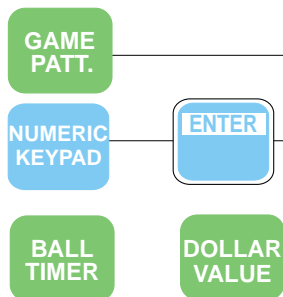 GAME
PATT.
NUMERIC
KEYPAD
ENTER
BALL
TIMER
DOLLAR
VALUE